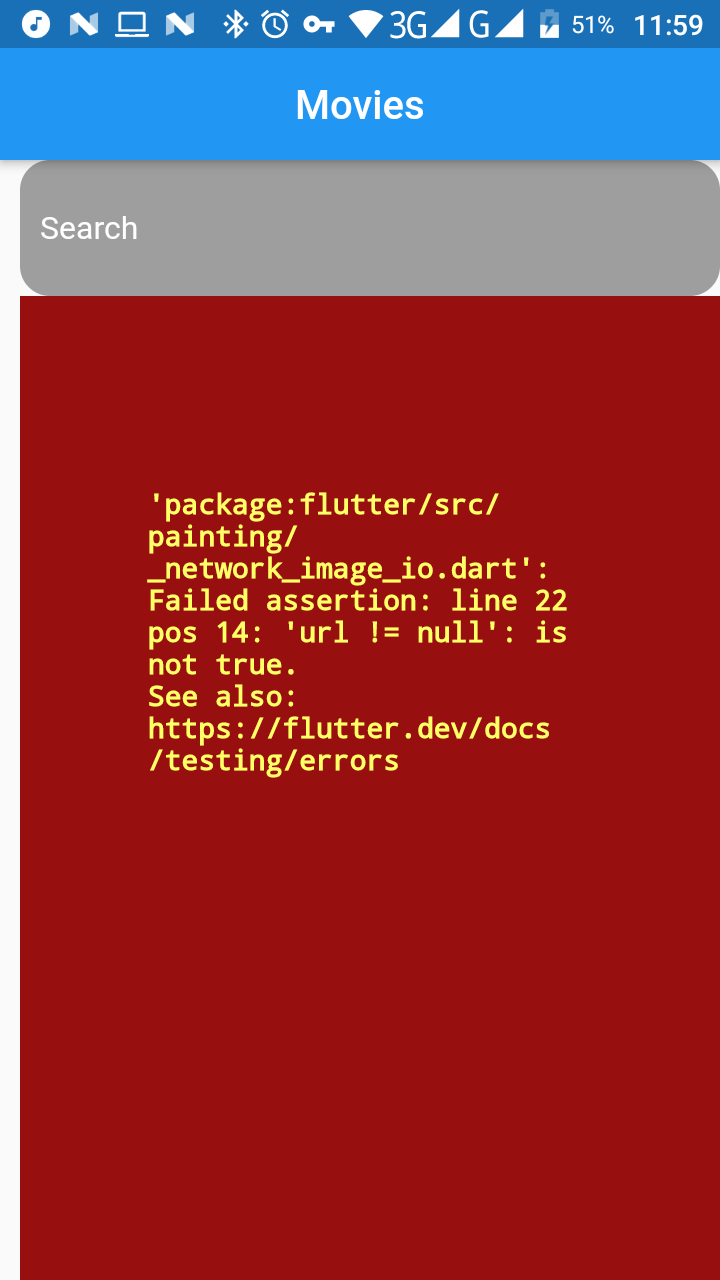 3G G 51% 11:59
Movies
Search
'package:flutter/src/
painting/
_network_image_io.dart':
Failed assertion: line 22
pos 14: 'url != null': is
not true.
See also:
https://flutter.dev/docs
/testing/errors